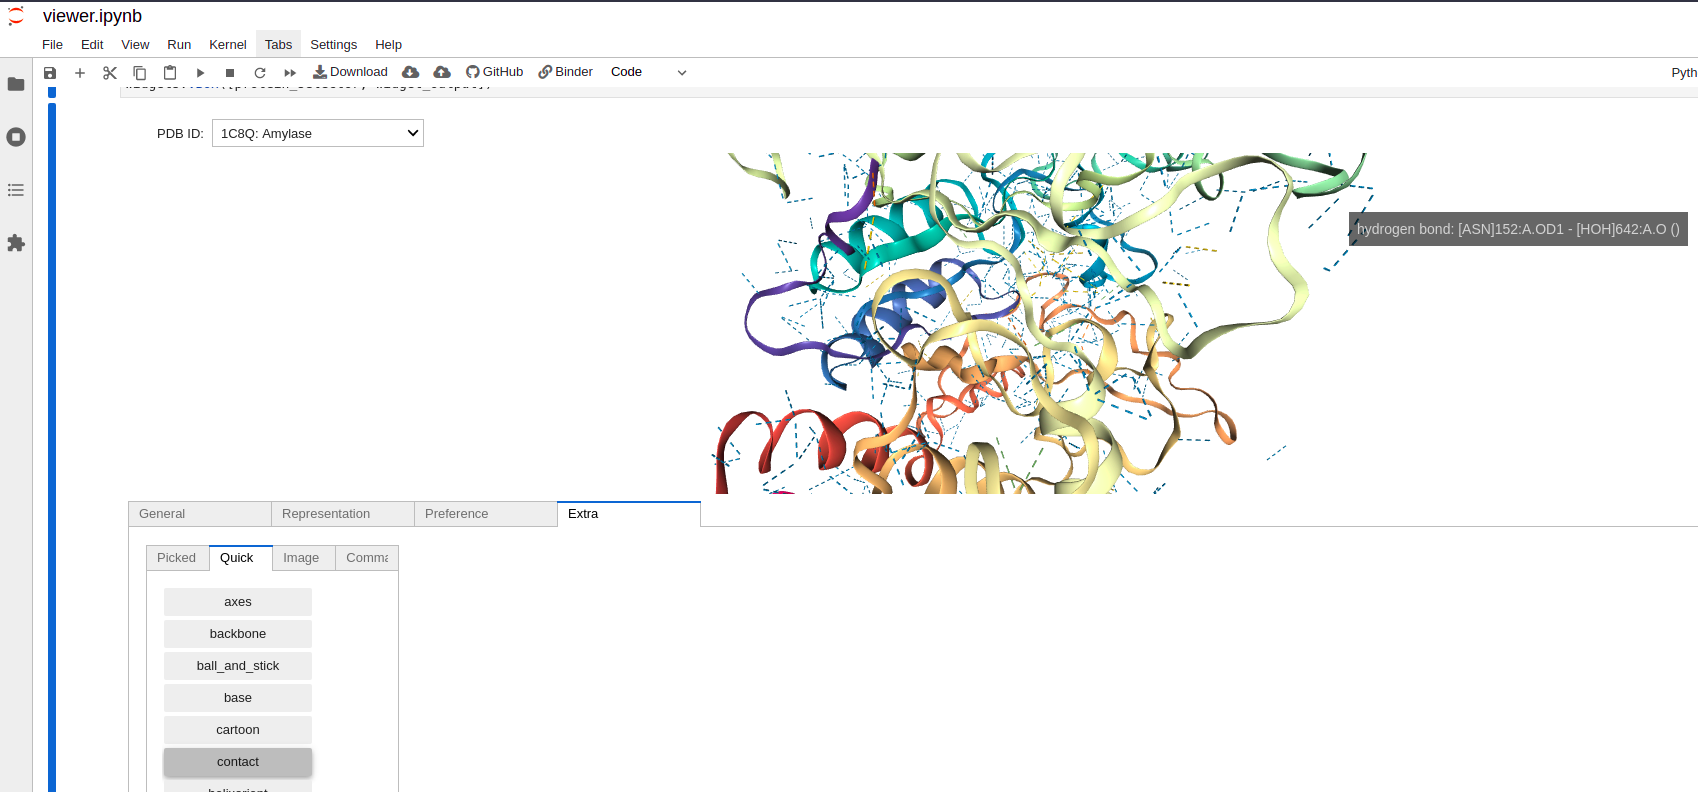 viewer.ipynb
File Edit View Run Kernel Tabs Settings Help
Download GitHub Binder Code Pyth
PDB ID: 1C8Q: Amylase
hydrogen bond: [ASN]152:A.OD1 - [HOH]642:A.O ()
General Representation Preference Extra
Picked Quick Image Comma
axes
backbone
ball_and_stick
base
cartoon
contact